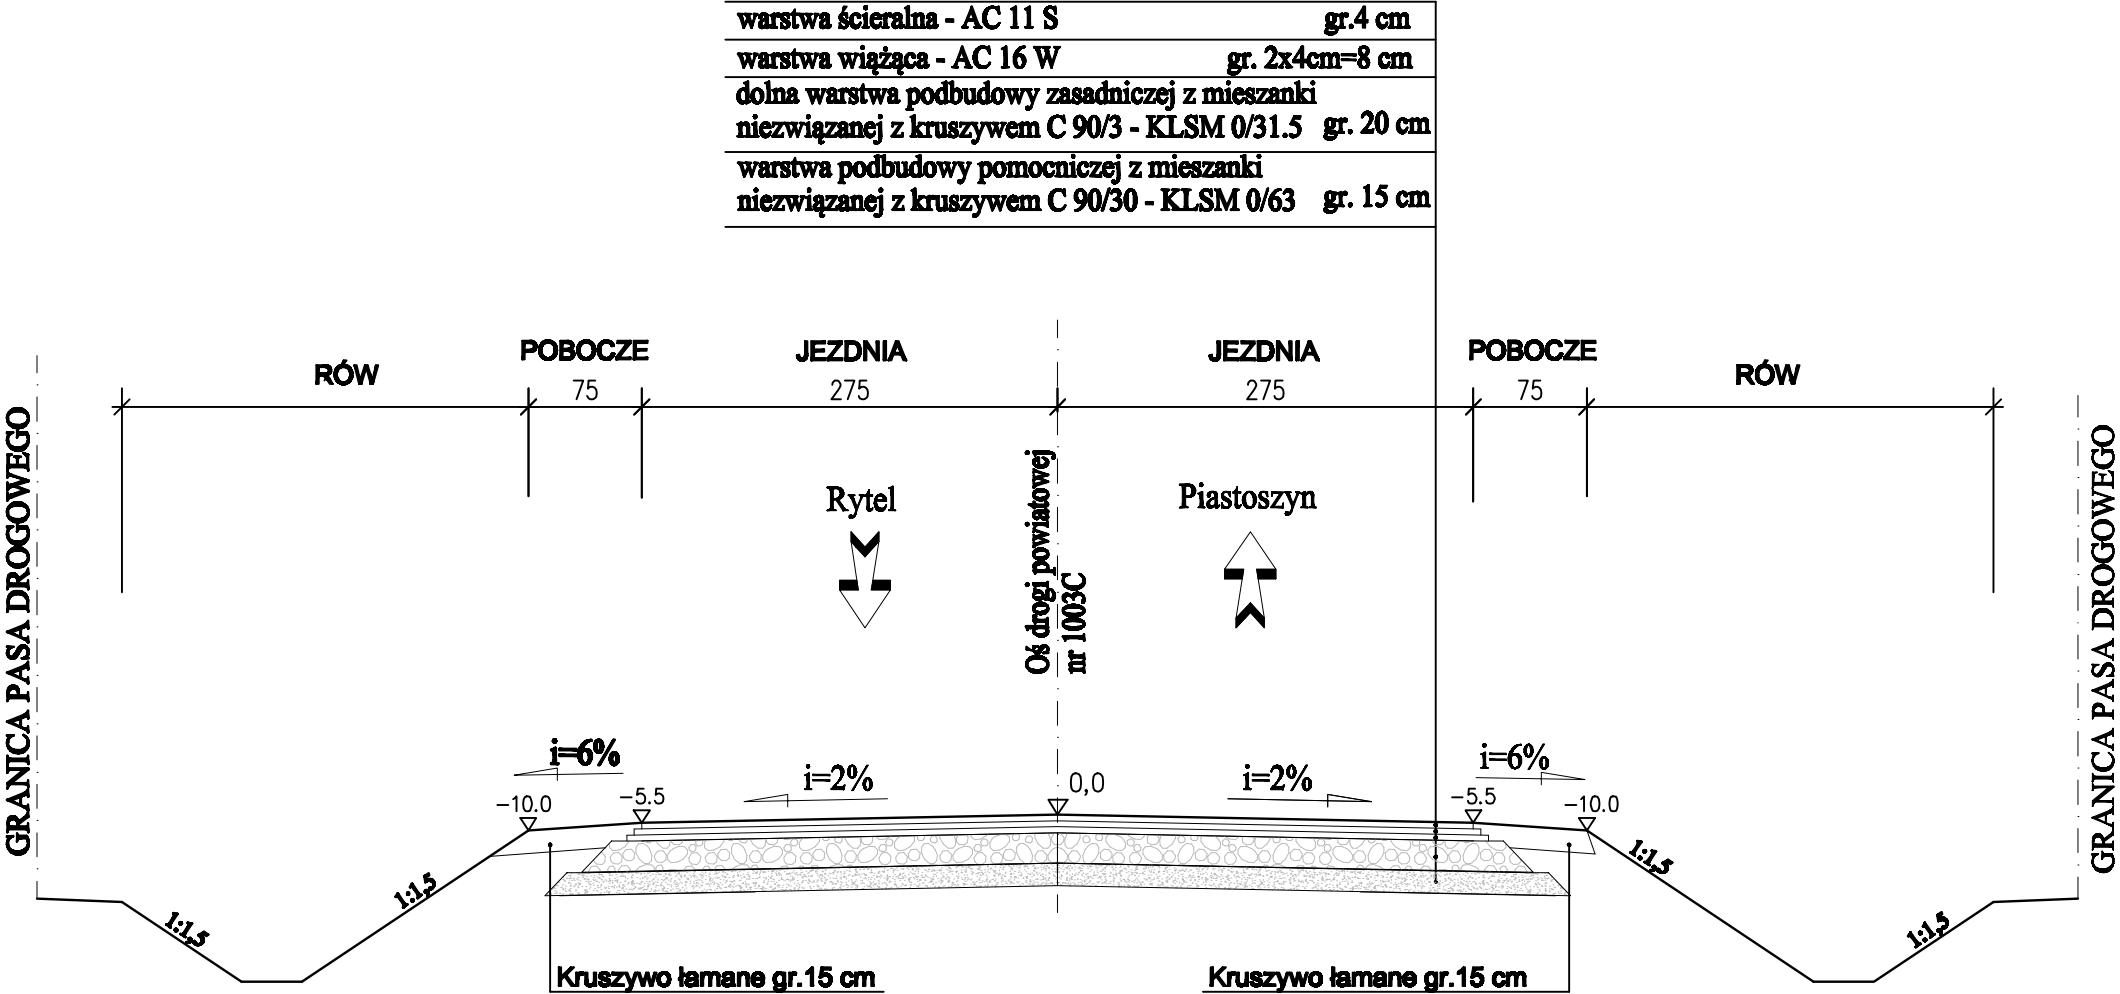 warstwa ścieralna - AC 11 S gr.4 cm
warstwa wiążąca - AC 16 W gr. 2x4cm=8 cm
dolna warstwa podbudowy zasadniczej z mieszanki
niezwiązanej z kruszywem C 90/3 - KLSM 0/31.5 gr. 20 cm
warstwa podbudowy pomocniczej z mieszanki
niezwiązanej z kruszywem C 90/30 - KLSM 0/63 gr. 15 cm
RÓW POBOCZE JEZDNIA JEZDNIA POBOCZE RÓW
75 275 275 75
GRANICA PASA DROGOWEGO
Rytel
Oś drogi powiatowej
nr 1003C
Piastoszyn
GRANICA PASA DROGOWEGO
i=6% i=2% 0,0 i=2% i=6%
-10.0 -5.5 -5.5 -10.0
1:1,5 1:1,5 1:1,5 1:1,5
Kruszywo łamane gr.15 cm Kruszywo łamane gr.15 cm